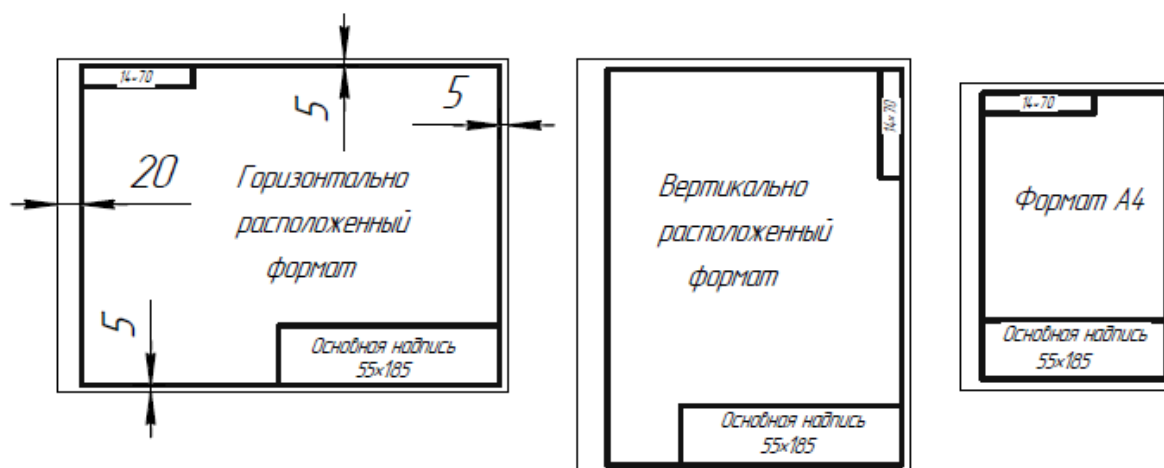 14×70
5
5
20
Горизонтально
расположенный
формат
5
Основная надпись
55×185
14×70
Вертикально
расположенный
формат
Основная надпись
55×185
14×70
Формат А4
Основная надпись
55×185